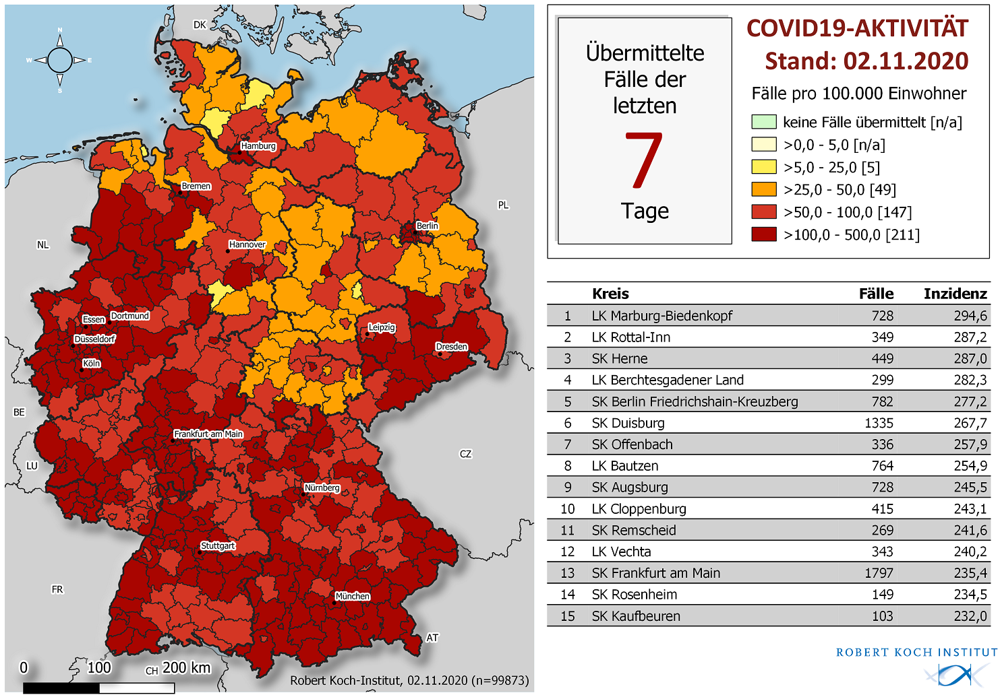 DK
N
W
E
S
Hamburg
Bremen
PL
Berlin
NL
Hannover
Essen
Dortmund
Leipzig
Düsseldorf
Dresden
Köln
BE
Frankfurt am Main
CZ
LU
Nürnberg
Stuttgart
FR
München
AT
0
100
CH
200 km
Robert Koch-Institut, 02.11.2020 (n=99873)
Übermittelte
Fälle der
letzten
7
Tage
COVID19-AKTIVITÄT
Stand: 02.11.2020
Fälle pro 100.000 Einwohner
keine Fälle übermittelt [n/a]
>0,0 - 5,0 [n/a]
>5,0 - 25,0 [5]
>25,0 - 50,0 [49]
>50,0 - 100,0 [147]
>100,0 - 500,0 [211]
Kreis Fälle Inzidenz
1 LK Marburg-Biedenkopf 728 294,6
2 LK Rottal-Inn 349 287,2
3 SK Herne 449 287,0
4 LK Berchtesgadener Land 299 282,3
5 SK Berlin Friedrichshain-Kreuzberg 782 277,2
6 SK Duisburg 1335 267,7
7 SK Offenbach 336 257,9
8 LK Bautzen 764 254,9
9 SK Augsburg 728 245,5
10 LK Cloppenburg 415 243,1
11 SK Remscheid 269 241,6
12 LK Vechta 343 240,2
13 SK Frankfurt am Main 1797 235,4
14 SK Rosenheim 149 234,5
15 SK Kaufbeuren 103 232,0
ROBERT KOCH INSTITUT